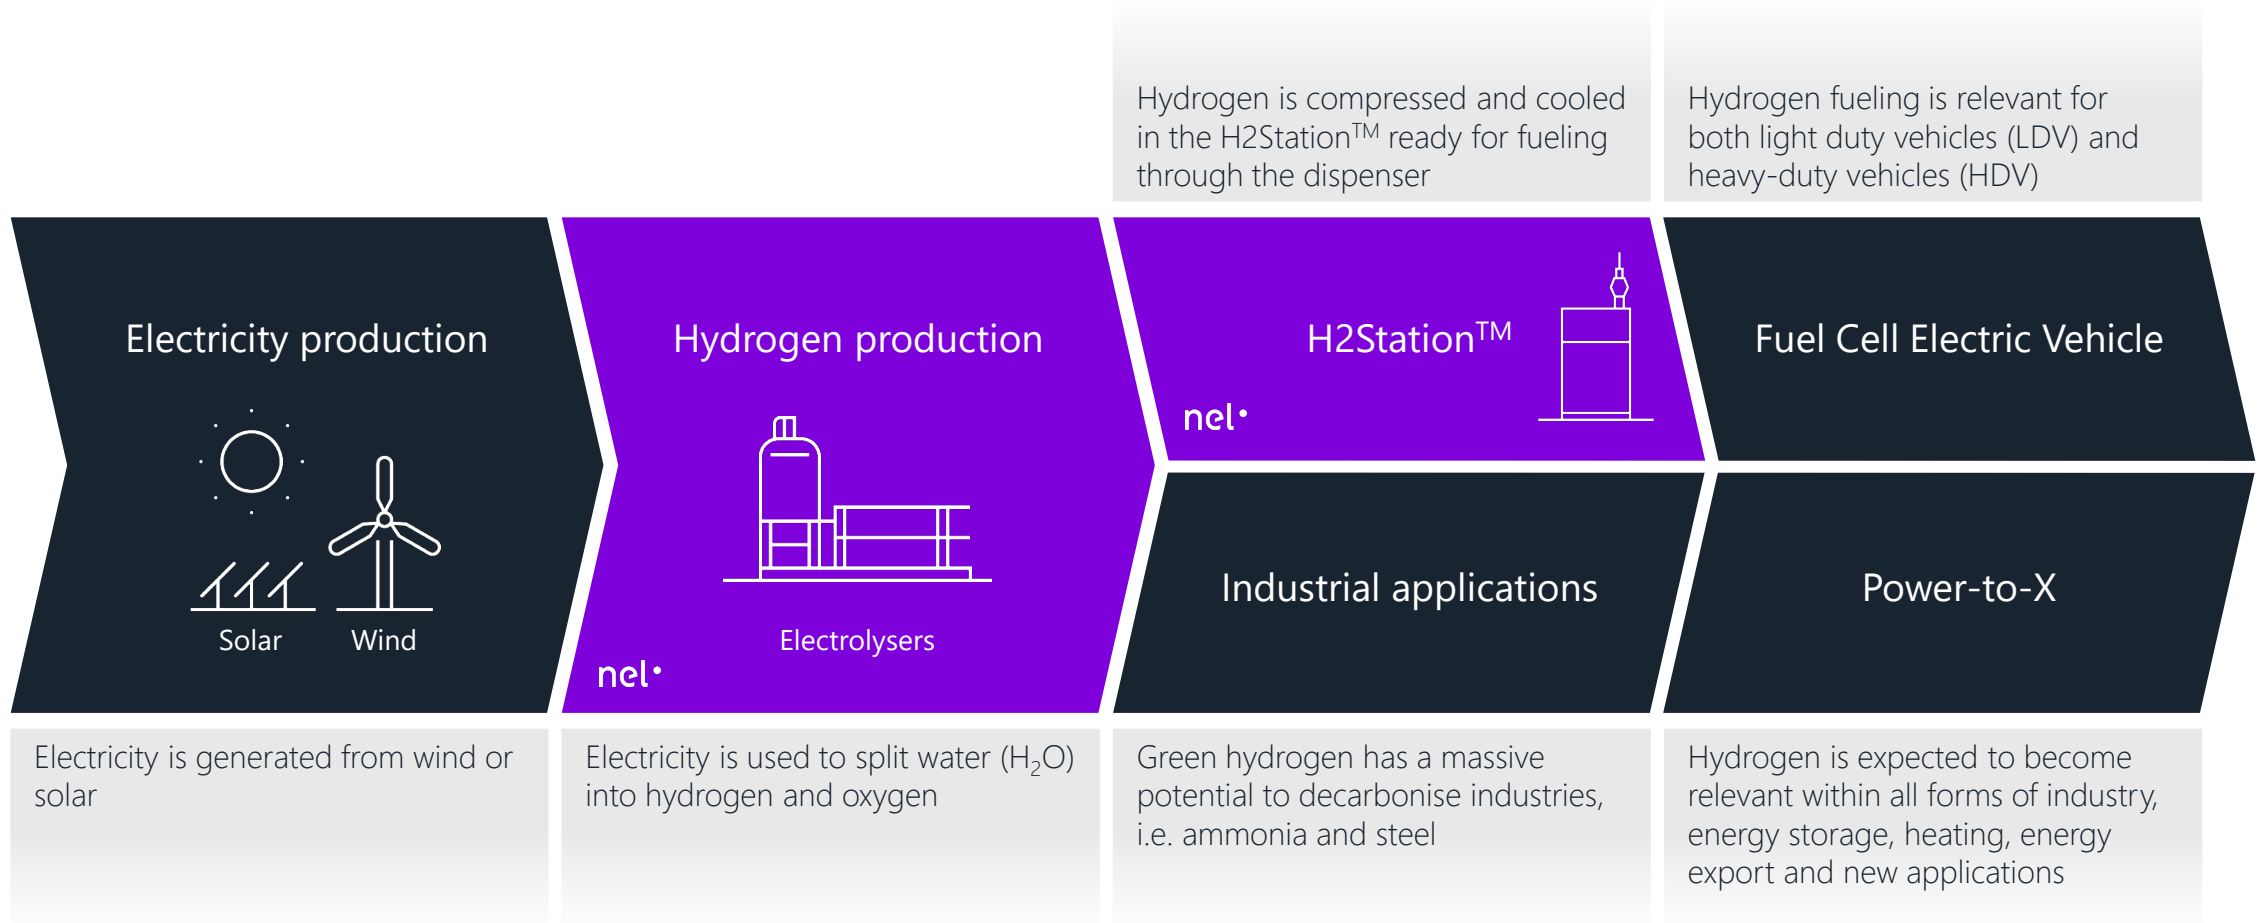 Hydrogen is compressed and cooled
in the H2Station™ ready for fueling
through the dispenser
Hydrogen fueling is relevant for
both light duty vehicles (LDV) and
heavy-duty vehicles (HDV)
Electricity production
Solar
Wind
Hydrogen production
Electrolysers
nel
H2Station™
nel
Fuel Cell Electric Vehicle
Industrial applications
Power-to-X
Electricity is generated from wind or
solar
Electricity is used to split water (H₂O)
into hydrogen and oxygen
Green hydrogen has a massive
potential to decarbonise industries,
i.e. ammonia and steel
Hydrogen is expected to become
relevant within all forms of industry,
energy storage, heating, energy
export and new applications